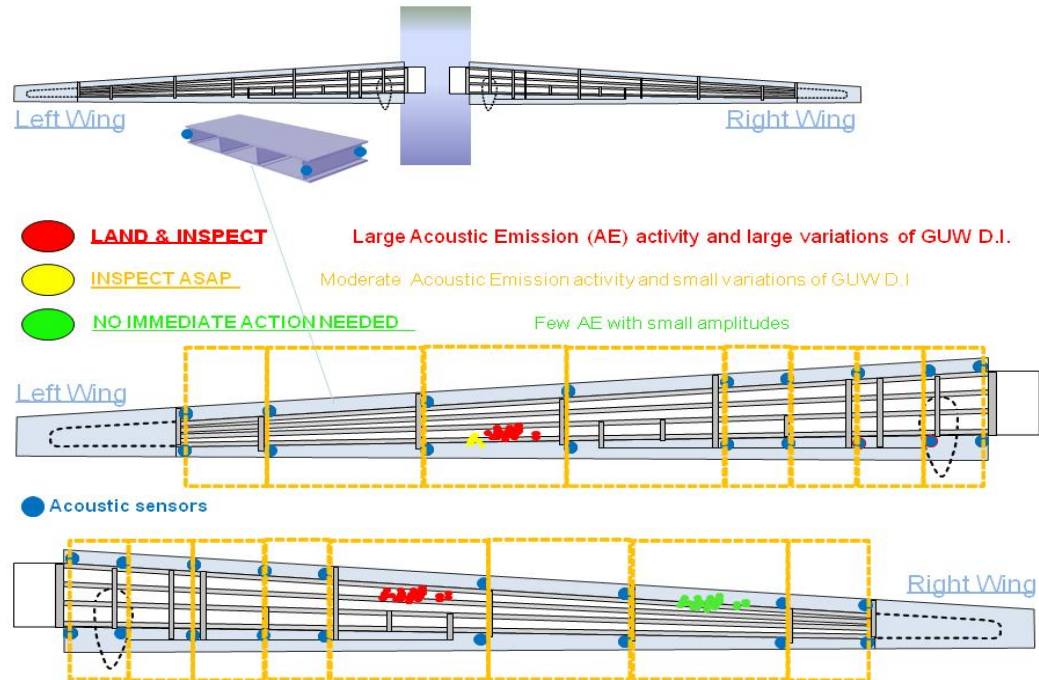 Left Wing
Right Wing
LAND & INSPECT Large Acoustic Emission (AE) activity and large variations of GUW D.I.
INSPECT ASAP Moderate Acoustic Emission activity and small variations of GUW D.I
NO IMMEDIATE ACTION NEEDED Few AE with small amplitudes
Left Wing
Acoustic sensors
Right Wing